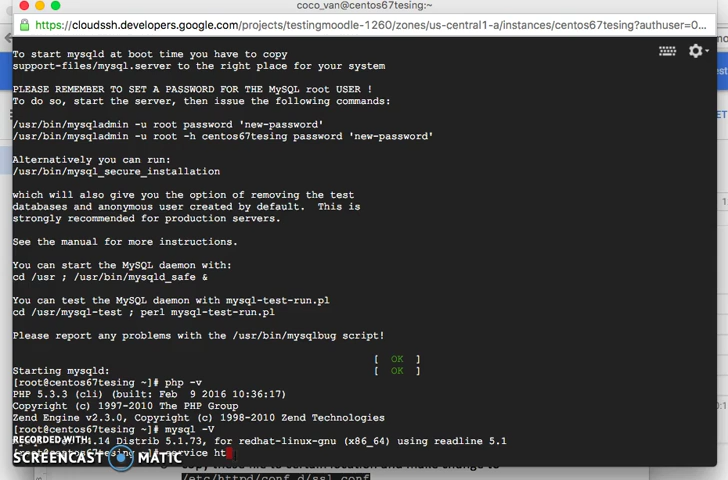 coco_van@centos67tesing:~
https://cloudssh.developers.google.com/projects/testingmoodle-1260/zones/us-central1-a/instances/centos67tesing?authuser=0...
To start mysqld at boot time you have to copy
support-files/mysql.server to the right place for your system
PLEASE REMEMBER TO SET A PASSWORD FOR THE MySQL root USER !
To do so, start the server, then issue the following commands:
/usr/bin/mysqladmin -u root password 'new-password'
/usr/bin/mysqladmin -u root -h centos67tesing password 'new-password'
Alternatively you can run:
/usr/bin/mysql_secure_installation
which will also give you the option of removing the test
databases and anonymous user created by default.  This is
strongly recommended for production servers.
See the manual for more instructions.
You can start the MySQL daemon with:
cd /usr ; /usr/bin/mysqld_safe &
You can test the MySQL daemon with mysql-test-run.pl
cd /usr/mysql-test ; perl mysql-test-run.pl
Please report any problems with the /usr/bin/mysqlbug script!
[ OK ]
Starting mysqld: [ OK ]
[root@centos67tesing ~]# php -v
PHP 5.3.3 (cli) (built: Feb  9 2016 10:36:17)
Copyright (c) 1997-2010 The PHP Group
Zend Engine v2.3.0, Copyright (c) 1998-2010 Zend Technologies
[root@centos67tesing ~]# mysql -V
14.14 Distrib 5.1.73, for redhat-linux-gnu (x86_64) using readline 5.1
service ht
RECORDED WITH
SCREENCAST MATIC
/etc/httpd/conf.d/ssl.conf